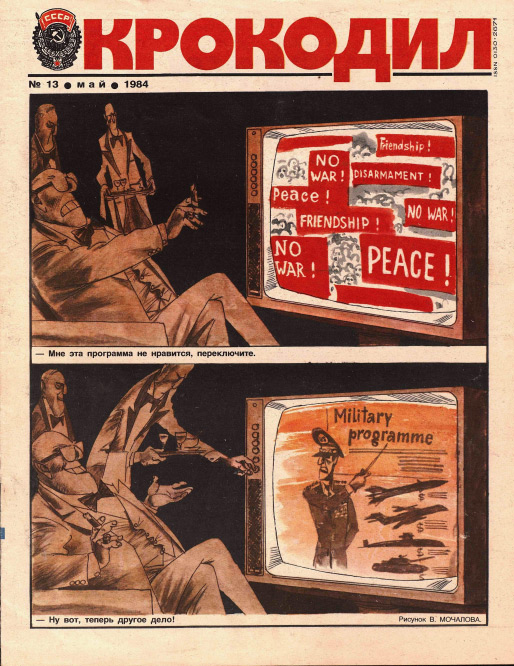 СССР
КРОКОДИЛ
ISSN 0130-2671
№ 13 ● май ● 1984
Friendship!
NO WAR!
DISARMAMENT!
Peace!
NO WAR!
FRIENDSHIP!
NO WAR!
PEACE!
— Мне эта программа не нравится, переключите.
Military
programme
$
$
$
$
— Ну вот, теперь другое дело!
Рисунок В. МОЧАЛОВА.